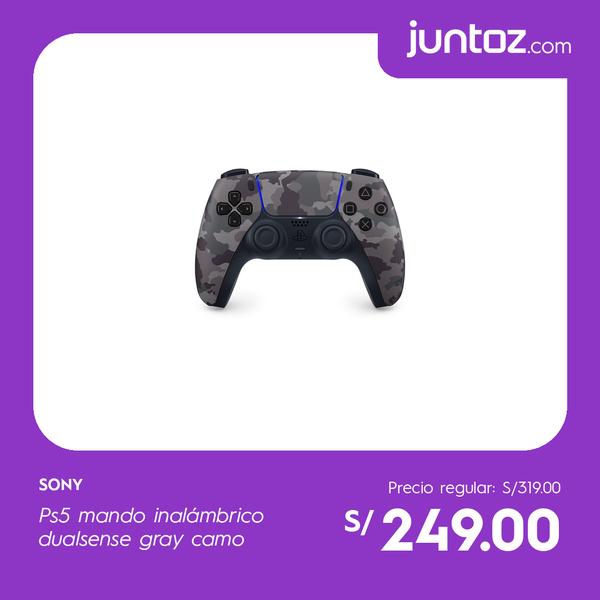 juntoz.com
SONY
Ps5 mando inalámbrico
dualsense gray camo
Precio regular: S/319.00
S/ 249.00